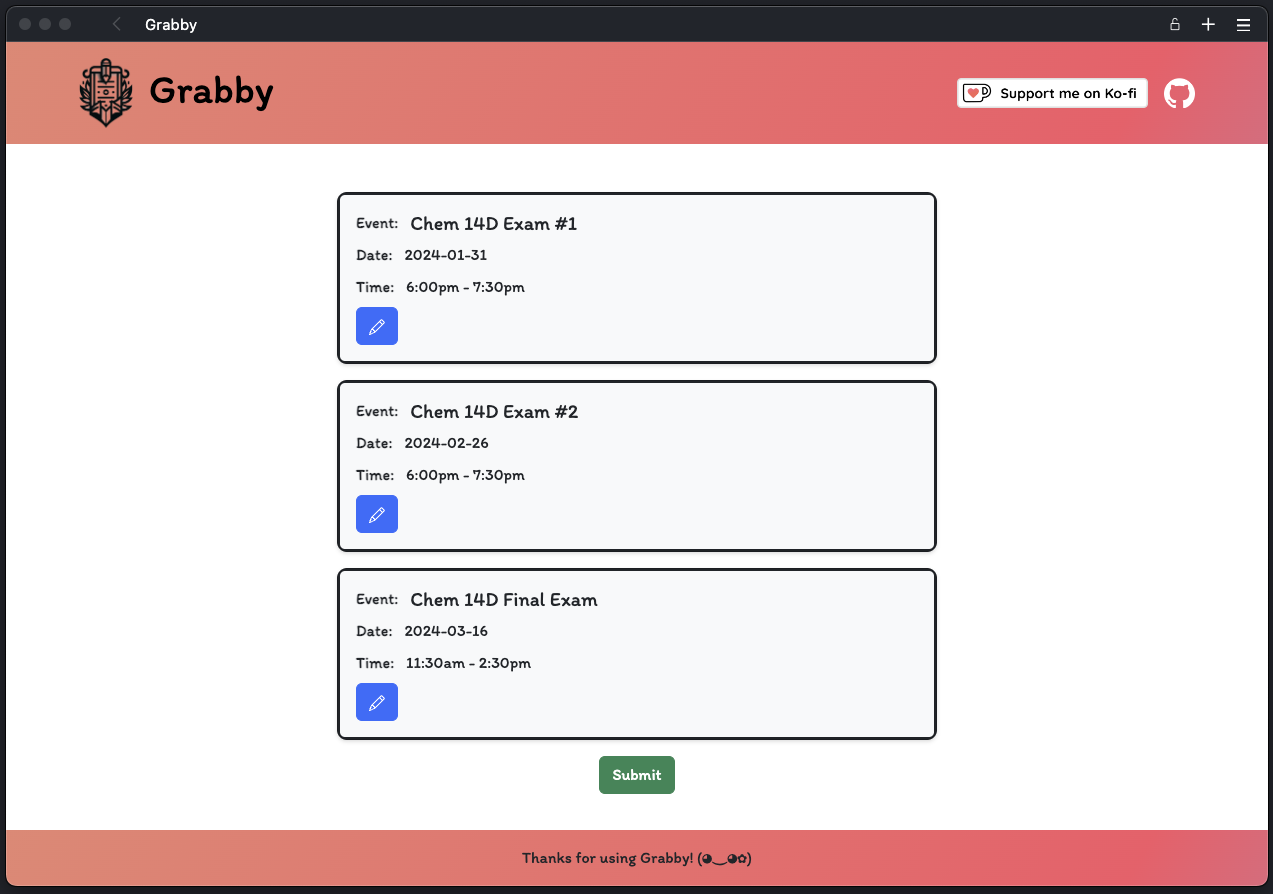 Grabby
Grabby
Support me on Ko-fi
Event: Chem 14D Exam #1
Date: 2024-01-31
Time: 6:00pm - 7:30pm
Event: Chem 14D Exam #2
Date: 2024-02-26
Time: 6:00pm - 7:30pm
Event: Chem 14D Final Exam
Date: 2024-03-16
Time: 11:30am - 2:30pm
Submit
Thanks for using Grabby! (◕‿◕✿)